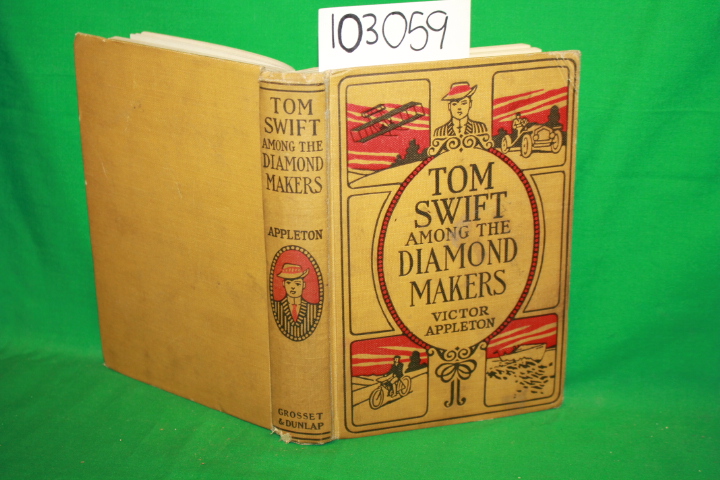 103059
TOM
SWIFT
AMONG THE
DIAMOND
MAKERS
APPLETON
GROSSET
& DUNLAP
TOM
SWIFT
AMONG THE
DIAMOND
MAKERS
VICTOR
APPLETON